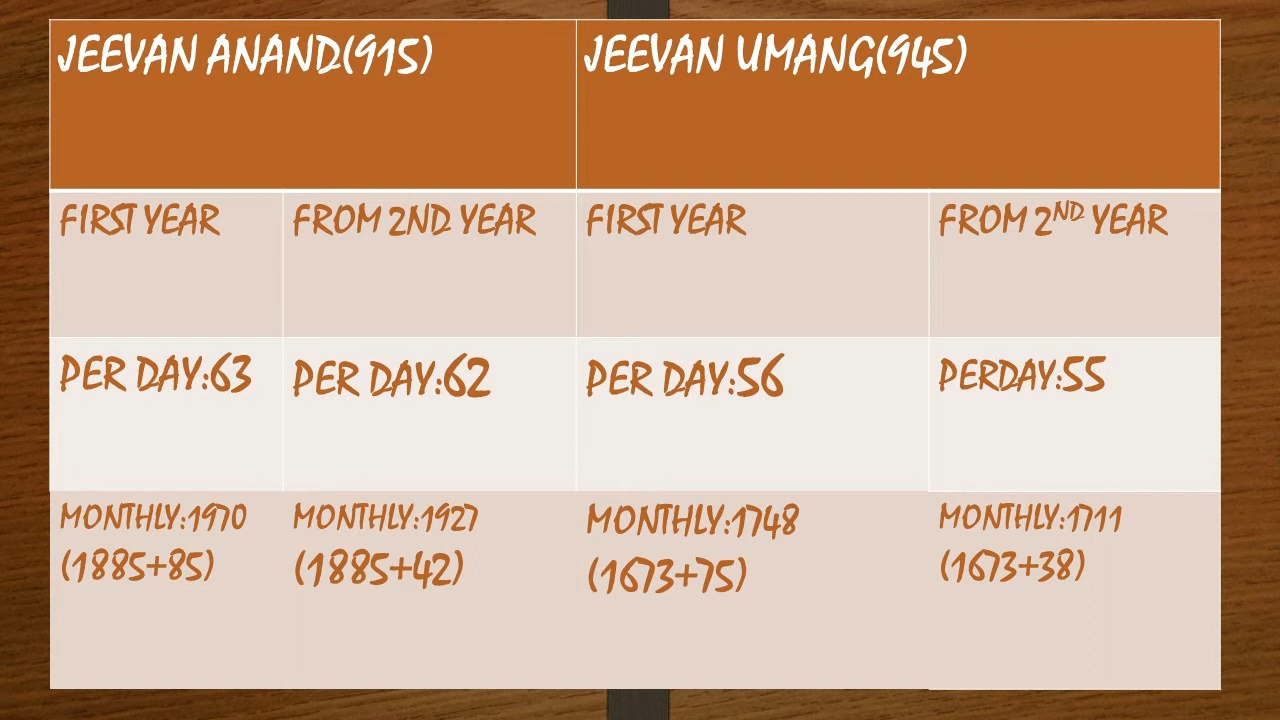 JEEVAN ANAND(915)
JEEVAN UMANG(945)
FIRST YEAR
FROM 2ND YEAR
FIRST YEAR
FROM 2ND YEAR
PER DAY:63
PER DAY:62
PER DAY:56
PERDAY:55
MONTHLY:1970
(1885+85)
MONTHLY:1927
(1885+42)
MONTHLY:1748
(1673+75)
MONTHLY:1711
(1673+38)